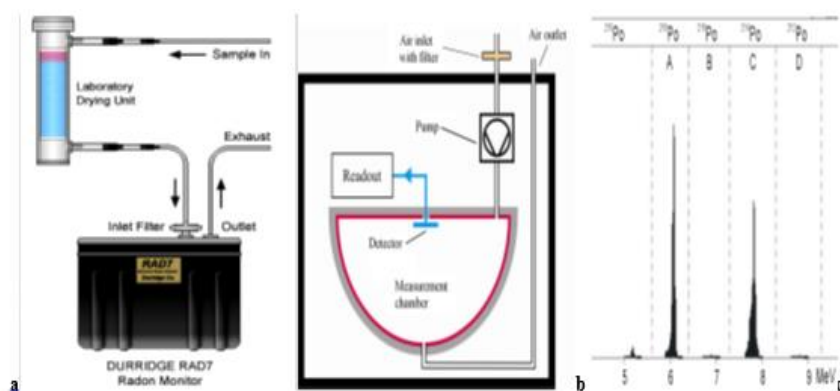 Sample In
Laboratory
Drying Unit
Exhaust
Inlet Filter
Outlet
RAD7
DURRIDGE RAD7
Radon Monitor
a
Air inlet
with filter
Air outlet
Pump
Readout
Detector
Measurement
chamber
b
Po Po Po Po Po
A B C D
5 6 7 8 9 MeV